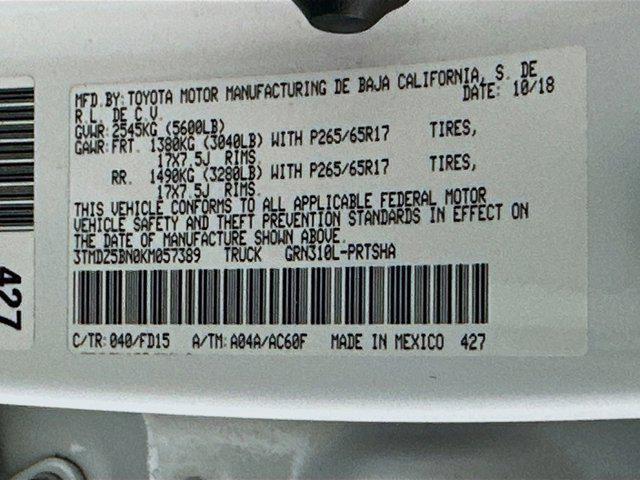 MFD.BY:TOYOTA MOTOR MANUFACTURING DE BAJA CALIFORNIA, S. DE
R.L. DE C.V. DATE: 10/18
GVWR:2545KG (5600LB)
GAWR:FRT. 1380KG (3040LB) WITH P265/65R17 TIRES,
17X7.5J RIMS.
RR. 1490KG (3280LB) WITH P265/65R17 TIRES,
17X7.5J RIMS.
THIS VEHICLE CONFORMS TO ALL APPLICABLE FEDERAL MOTOR
VEHICLE SAFETY AND THEFT PREVENTION STANDARDS IN EFFECT ON
THE DATE OF MANUFACTURE SHOWN ABOVE.
3TMDZ5BN0KM057389 TRUCK GRN310L-PRTSHA
C/TR:040/FD15 A/TM:A04A/AC60F MADE IN MEXICO 427
427